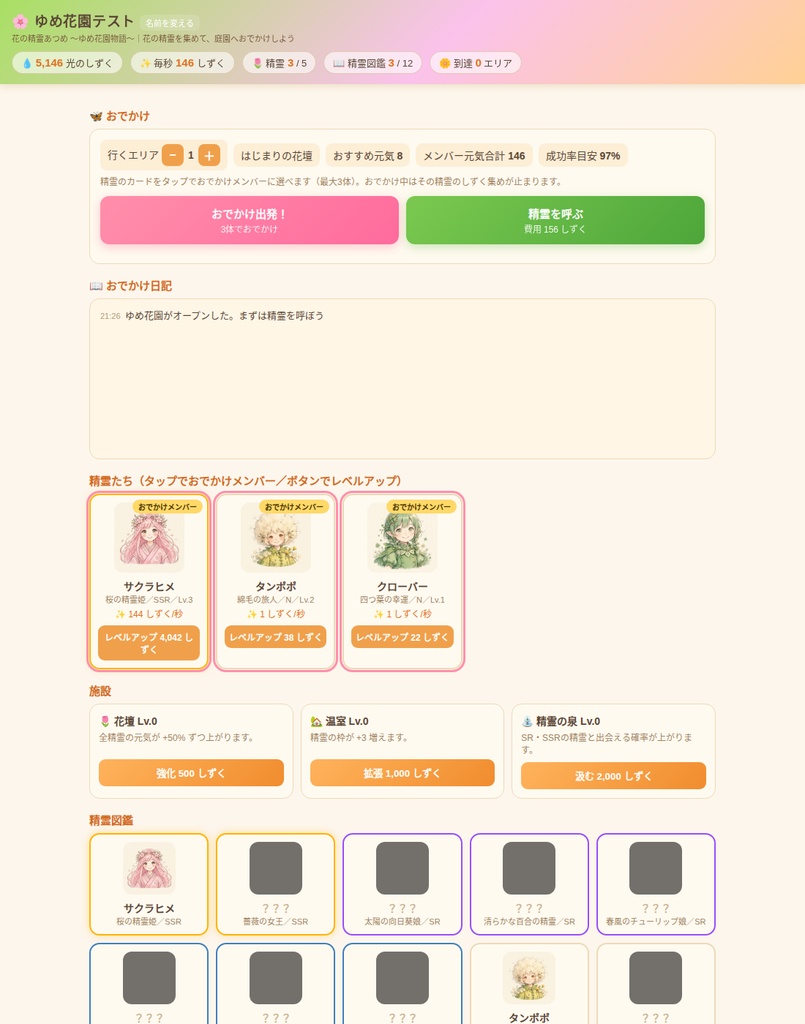 🌸 ゆめ花園テスト 名前を変える
花の精霊あつめ 〜ゆめ花園物語〜｜花の精霊を集めて、庭園へおでかけしよう
💧 5,146 光のしずく ✨ 毎秒 146 しずく 🌷 精霊 3 / 5 📖 精霊図鑑 3 / 12 🌼 到達 0 エリア
🦋 おでかけ
行くエリア − 1 ＋ はじまりの花壇 おすすめ元気 8 メンバー元気合計 146 成功率目安 97%
精霊のカードをタップでおでかけメンバーに選べます（最大3体）。おでかけ中はその精霊のしずく集めが止まります。
おでかけ出発！ 精霊を呼ぶ
3体でおでかけ 費用 156 しずく
📖 おでかけ日記
21:26 ゆめ花園がオープンした。まずは精霊を呼ぼう
精霊たち（タップでおでかけメンバー／ボタンでレベルアップ）
おでかけメンバー おでかけメンバー おでかけメンバー
サクラヒメ タンポポ クローバー
桜の精霊姫／SSR／Lv.3 綿毛の旅人／N／Lv.2 四つ葉の幸運／N／Lv.1
✨ 144 しずく/秒 ✨ 1 しずく/秒 ✨ 1 しずく/秒
レベルアップ 4,042 し レベルアップ 38 しずく レベルアップ 22 しずく
ずく
施設
🌷 花壇 Lv.0 🏡 温室 Lv.0 ⛲ 精霊の泉 Lv.0
全精霊の元気が +50% ずつ上がります。 精霊の枠が +3 増えます。 SR・SSRの精霊と出会える確率が上がりま
す。
強化 500 しずく 拡張 1,000 しずく 汲む 2,000 しずく
精霊図鑑
サクラヒメ ？？？ ？？？ ？？？ ？？？
桜の精霊姫／SSR 薔薇の女王／SSR 太陽の向日葵娘／SR 清らかな百合の精霊／SR 春風のチューリップ娘／SR
？？？ ？？？ ？？？ タンポポ ？？？